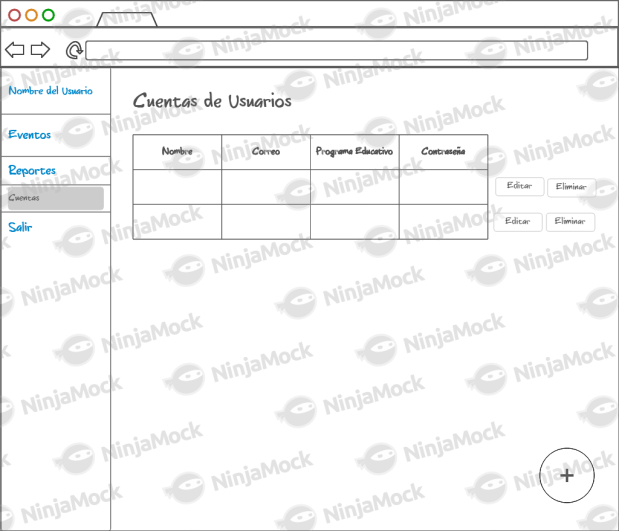 Nombre del Usuario
Eventos
Reportes
Cuentas
Salir
Cuentas de Usuarios
Nombre Correo Programa Educativo Contraseña
Editar Eliminar
Editar Eliminar
+
NinjaMock